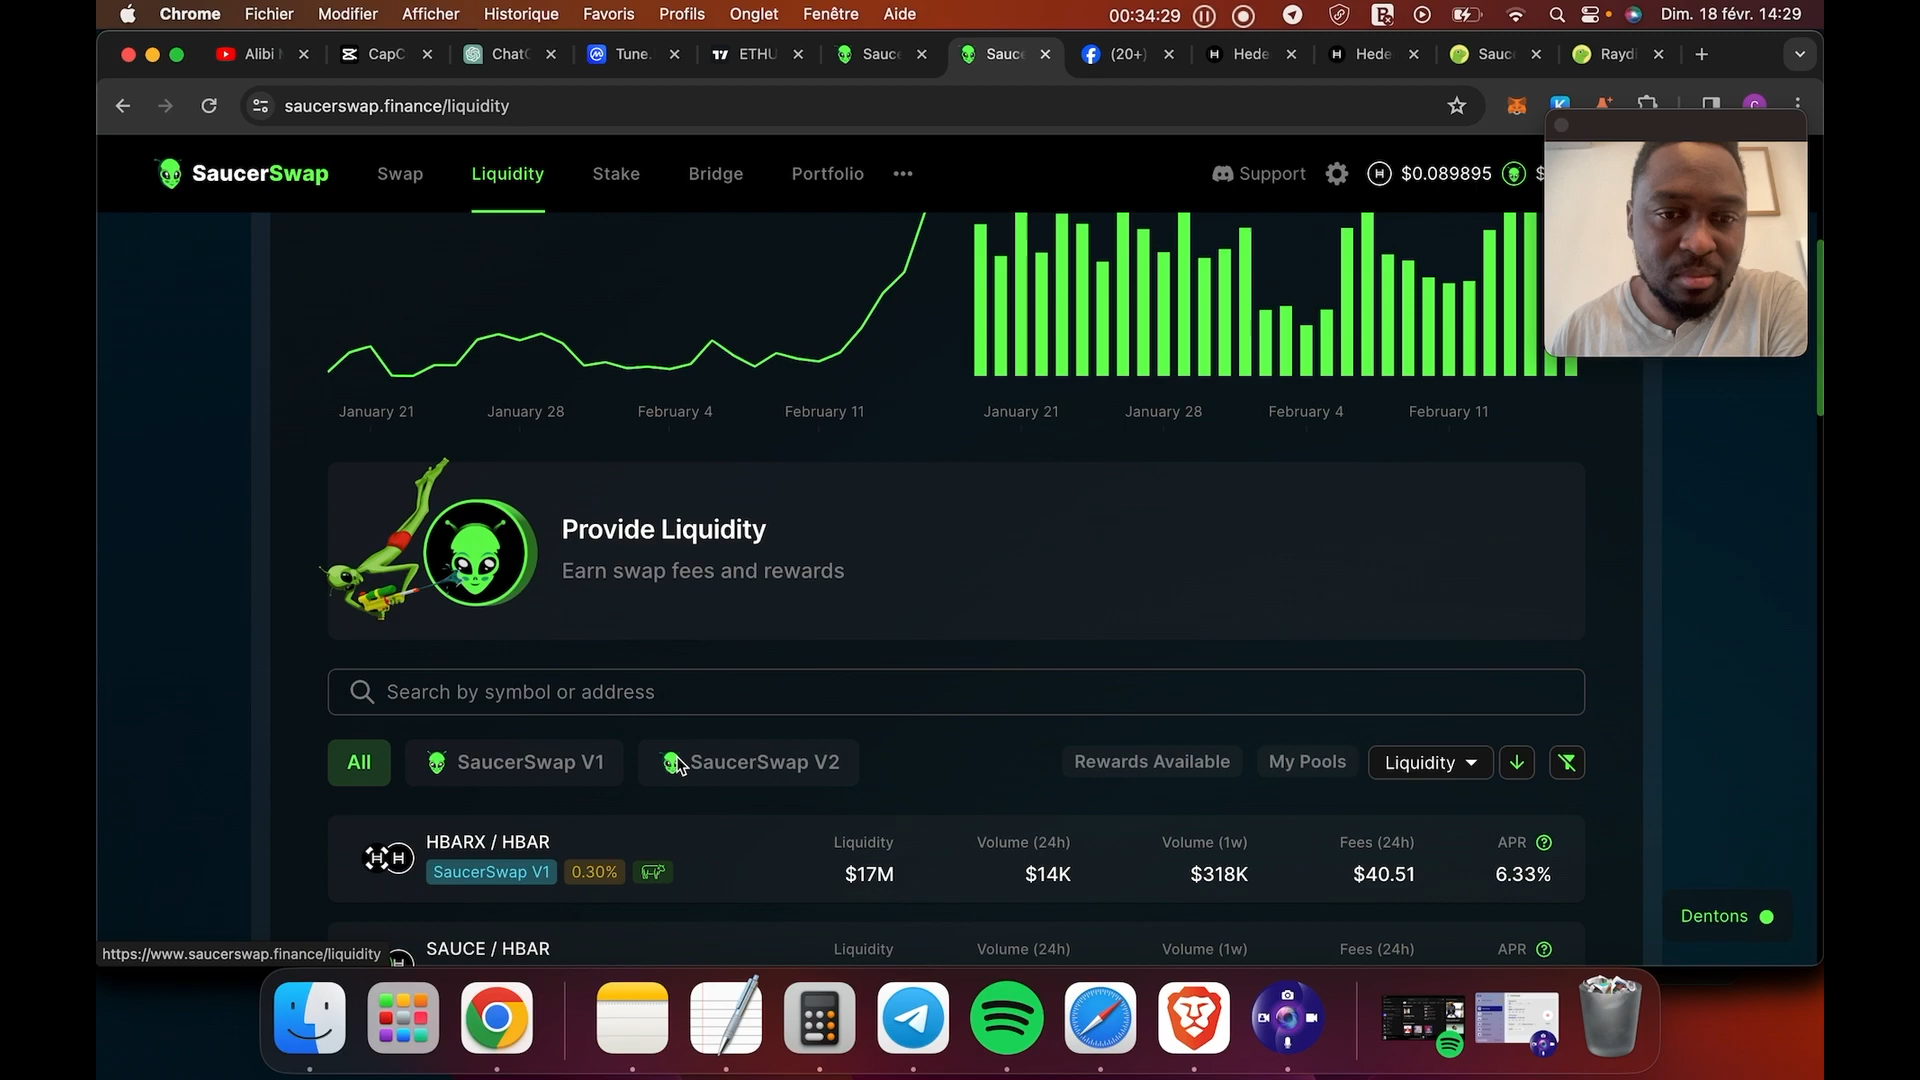 Chrome Fichier Modifier Afficher Historique Favoris Profils Onglet Fenêtre Aide 00:34:29 Dim. 18 févr. 14:29
Alibi CapC ChatG Tune. ETHU Sauce Sauce (20+) Hede Hede Sauc Raydi
saucerswap.finance/liquidity
SaucerSwap Swap Liquidity Stake Bridge Portfolio Support $0.089895 $
January 21 January 28 February 4 February 11 January 21 January 28 February 4 February 11
Provide Liquidity
Earn swap fees and rewards
Search by symbol or address
All SaucerSwap V1 SaucerSwap V2 Rewards Available My Pools Liquidity
HBARX / HBAR Liquidity Volume (24h) Volume (1w) Fees (24h) APR
SaucerSwap V1 0.30% $17M $14K $318K $40.51 6.33%
Dentons
SAUCE / HBAR Liquidity Volume (24h) Volume (1w) Fees (24h) APR
https://www.saucerswap.finance/liquidity